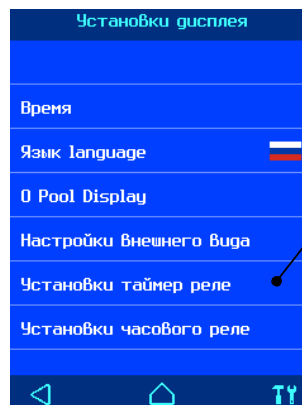 Установки дисплея
Время
Язык language
О Pool Display
Настройки внешнего вида
Установки таймер реле
Установки часового реле